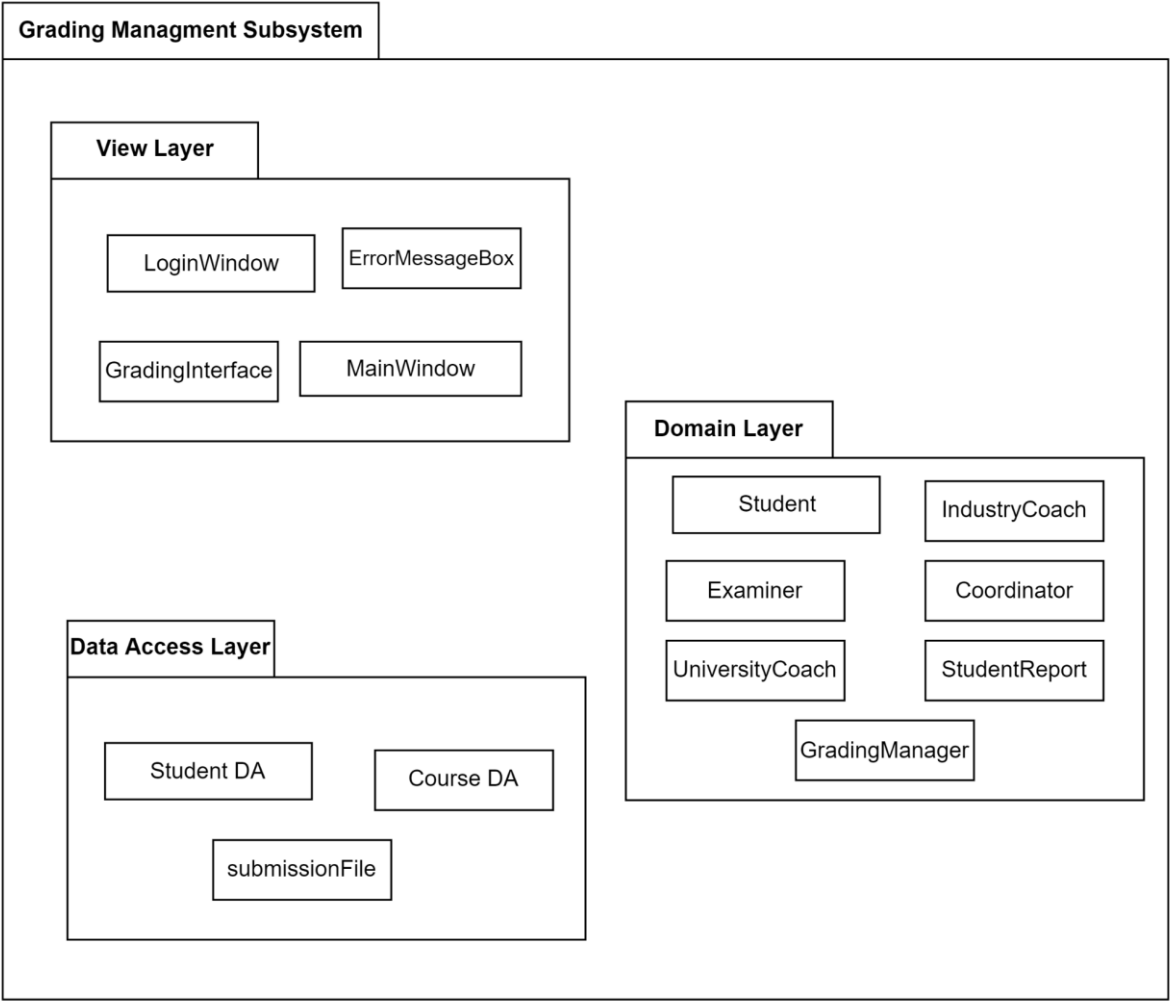 Grading Managment Subsystem
View Layer
LoginWindow
ErrorMessageBox
GradingInterface
MainWindow
Domain Layer
Student
IndustryCoach
Examiner
Coordinator
UniversityCoach
StudentReport
GradingManager
Data Access Layer
Student DA
Course DA
submissionFile